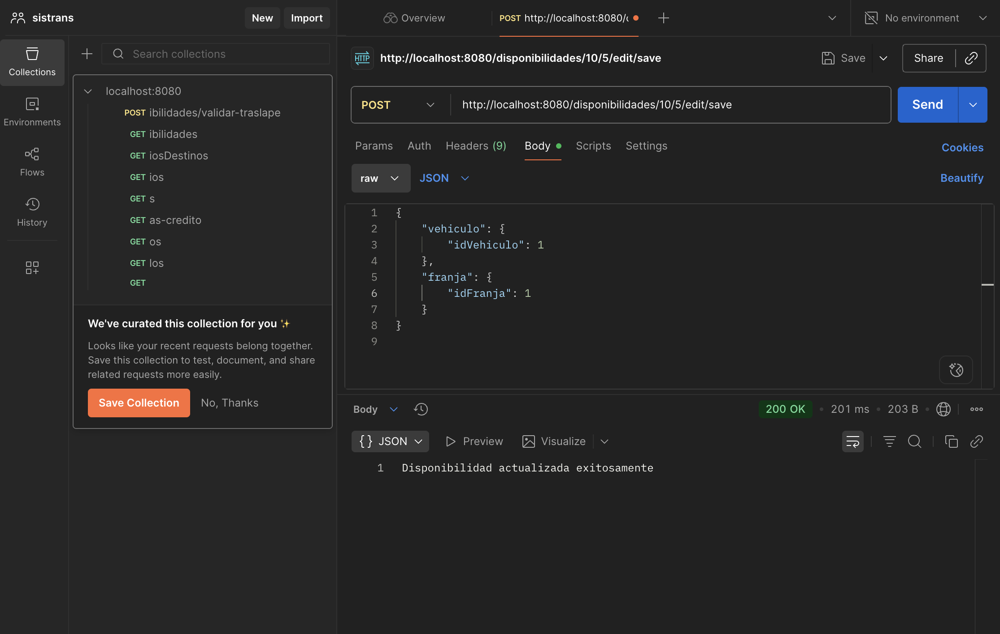 sistrans
New
Import
Overview
POST http://localhost:8080/
No environment
Collections
Environments
Flows
History
Search collections
localhost:8080
POST ibilidades/validar-traslape
GET ibilidades
GET iosDestinos
GET ios
GET s
GET as-credito
GET os
GET los
GET
We've curated this collection for you ✨
Looks like your recent requests belong together.
Save this collection to test, document, and share
related requests more easily.
Save Collection
No, Thanks
HTTP
http://localhost:8080/disponibilidades/10/5/edit/save
Save
Share
POST
http://localhost:8080/disponibilidades/10/5/edit/save
Send
Params
Auth
Headers (9)
Body
Scripts
Settings
Cookies
raw
JSON
Beautify
1 {
2 "vehiculo": {
3 "idVehiculo": 1
4 },
5 "franja": {
6 "idFranja": 1
7 }
8 }
9
Body
200 OK • 201 ms • 203 B
{} JSON
Preview
Visualize
1 Disponibilidad actualizada exitosamente